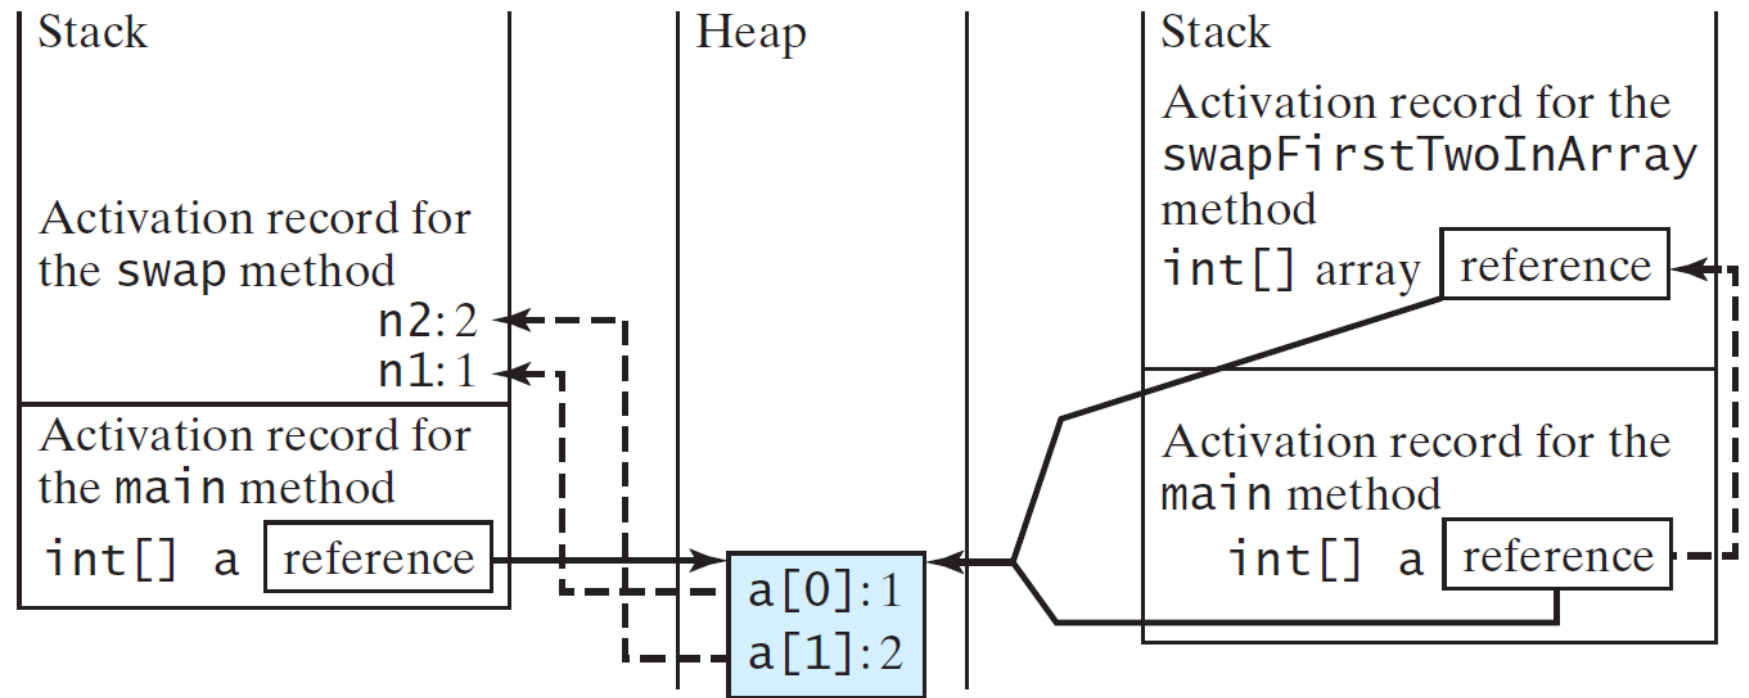 Stack
Activation record for
the swap method
n2: 2
n1: 1
Activation record for
the main method
int[] a reference
Heap
a[0]: 1
a[1]: 2
Stack
Activation record for the
swapFirstTwoInArray
method
int[] array reference
Activation record for the
main method
int[] a reference